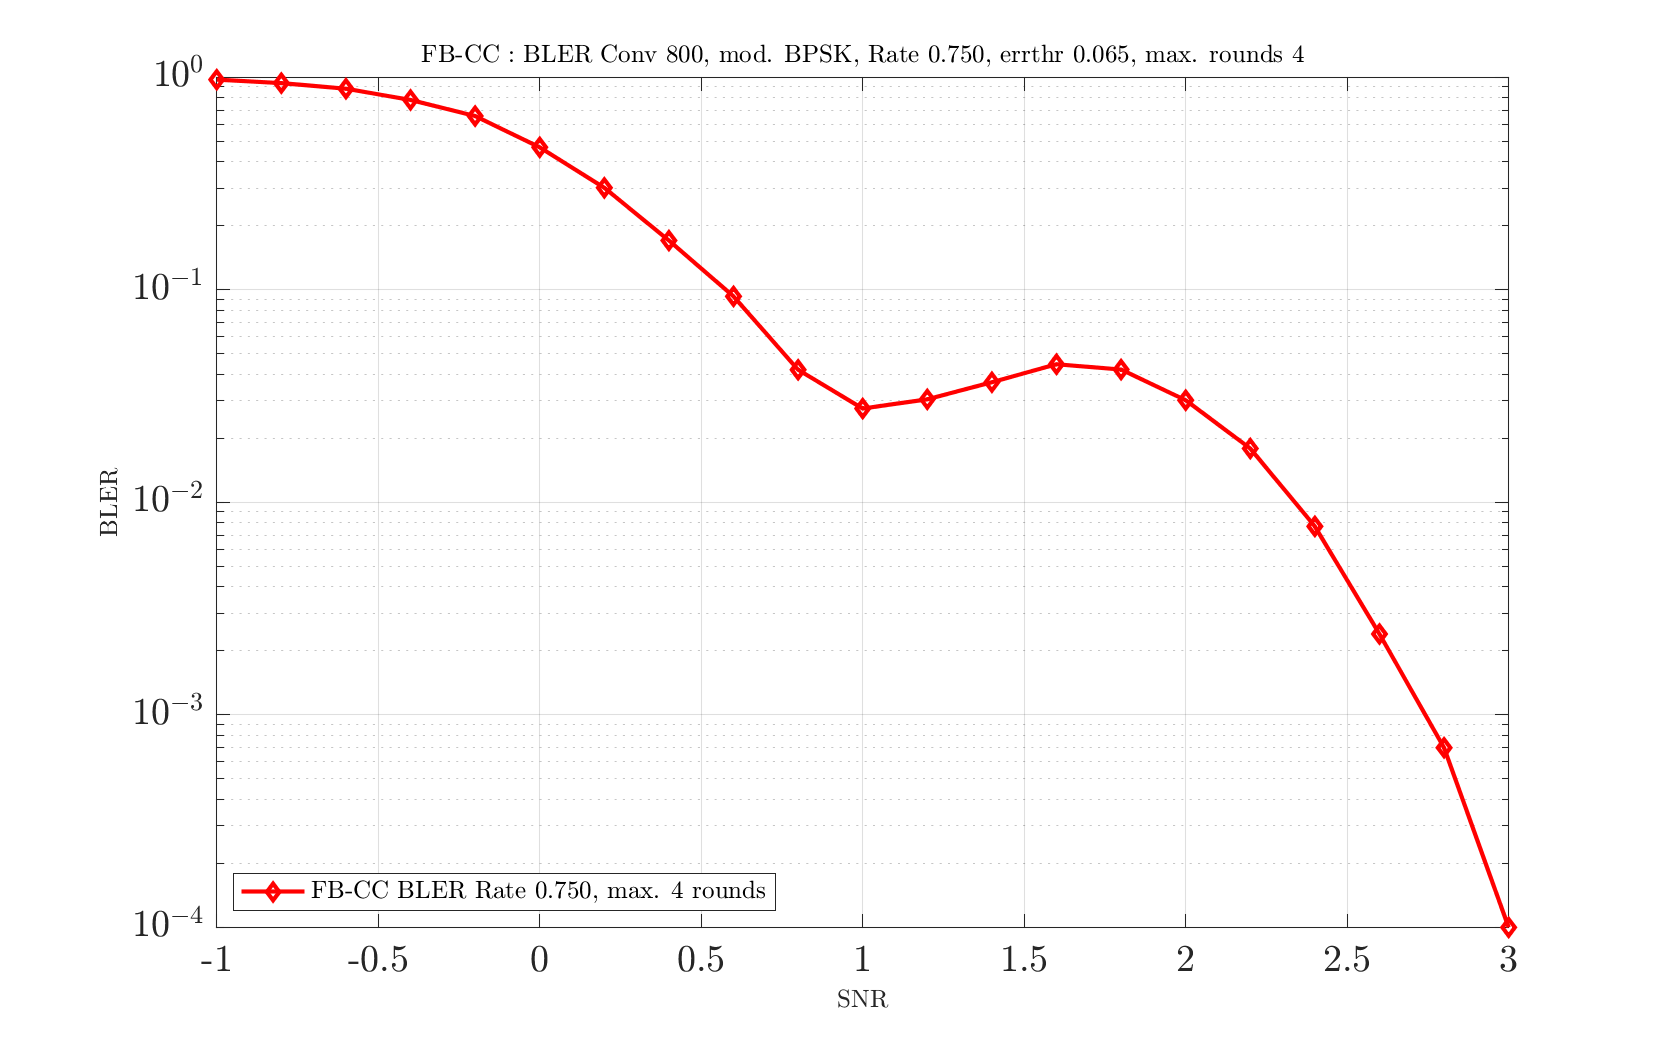 FB-CC : BLER Conv 800, mod. BPSK, Rate 0.750, errthr 0.065, max. rounds 4
10^0
10^{-1}
10^{-2}
10^{-3}
10^{-4}
BLER
FB-CC BLER Rate 0.750, max. 4 rounds
-1 -0.5 0 0.5 1 1.5 2 2.5 3
SNR